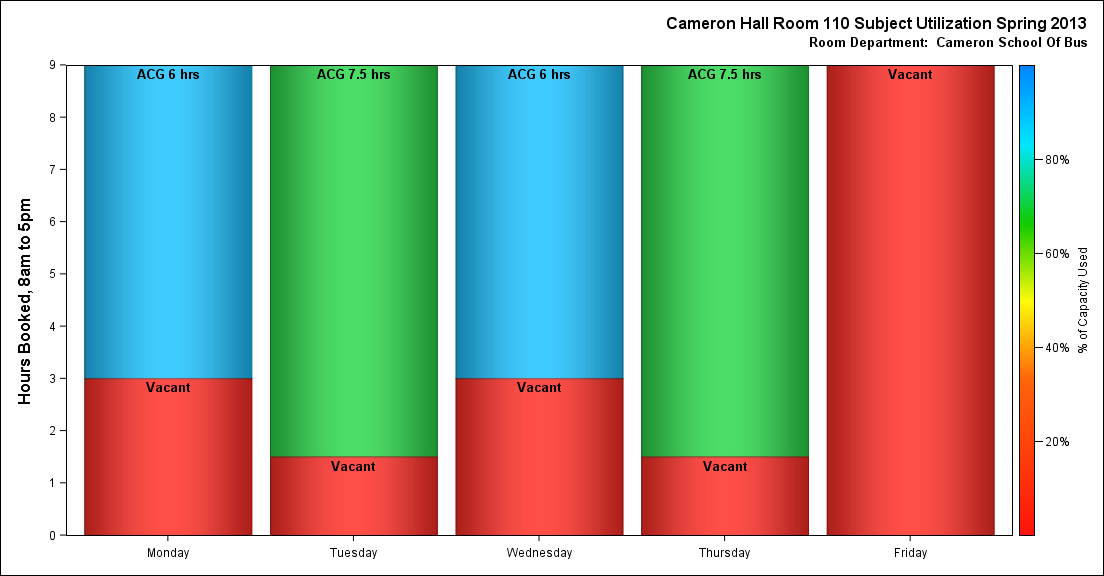 Cameron Hall Room 110 Subject Utilization Spring 2013
Room Department:  Cameron School Of Bus
Hours Booked, 8am to 5pm
9
8
7
6
5
4
3
2
1
0
ACG 6 hrs
Vacant
ACG 7.5 hrs
Vacant
ACG 6 hrs
Vacant
ACG 7.5 hrs
Vacant
Vacant
Monday
Tuesday
Wednesday
Thursday
Friday
80%
60%
40%
20%
% of Capacity Used